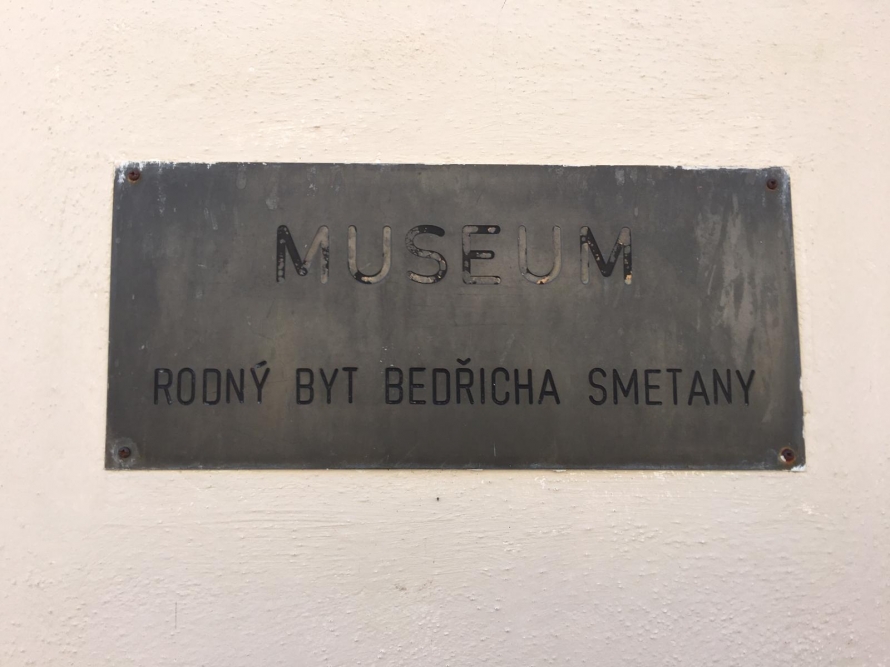 MUSEUM
RODNÝ BYT BEDŘICHA SMETANY